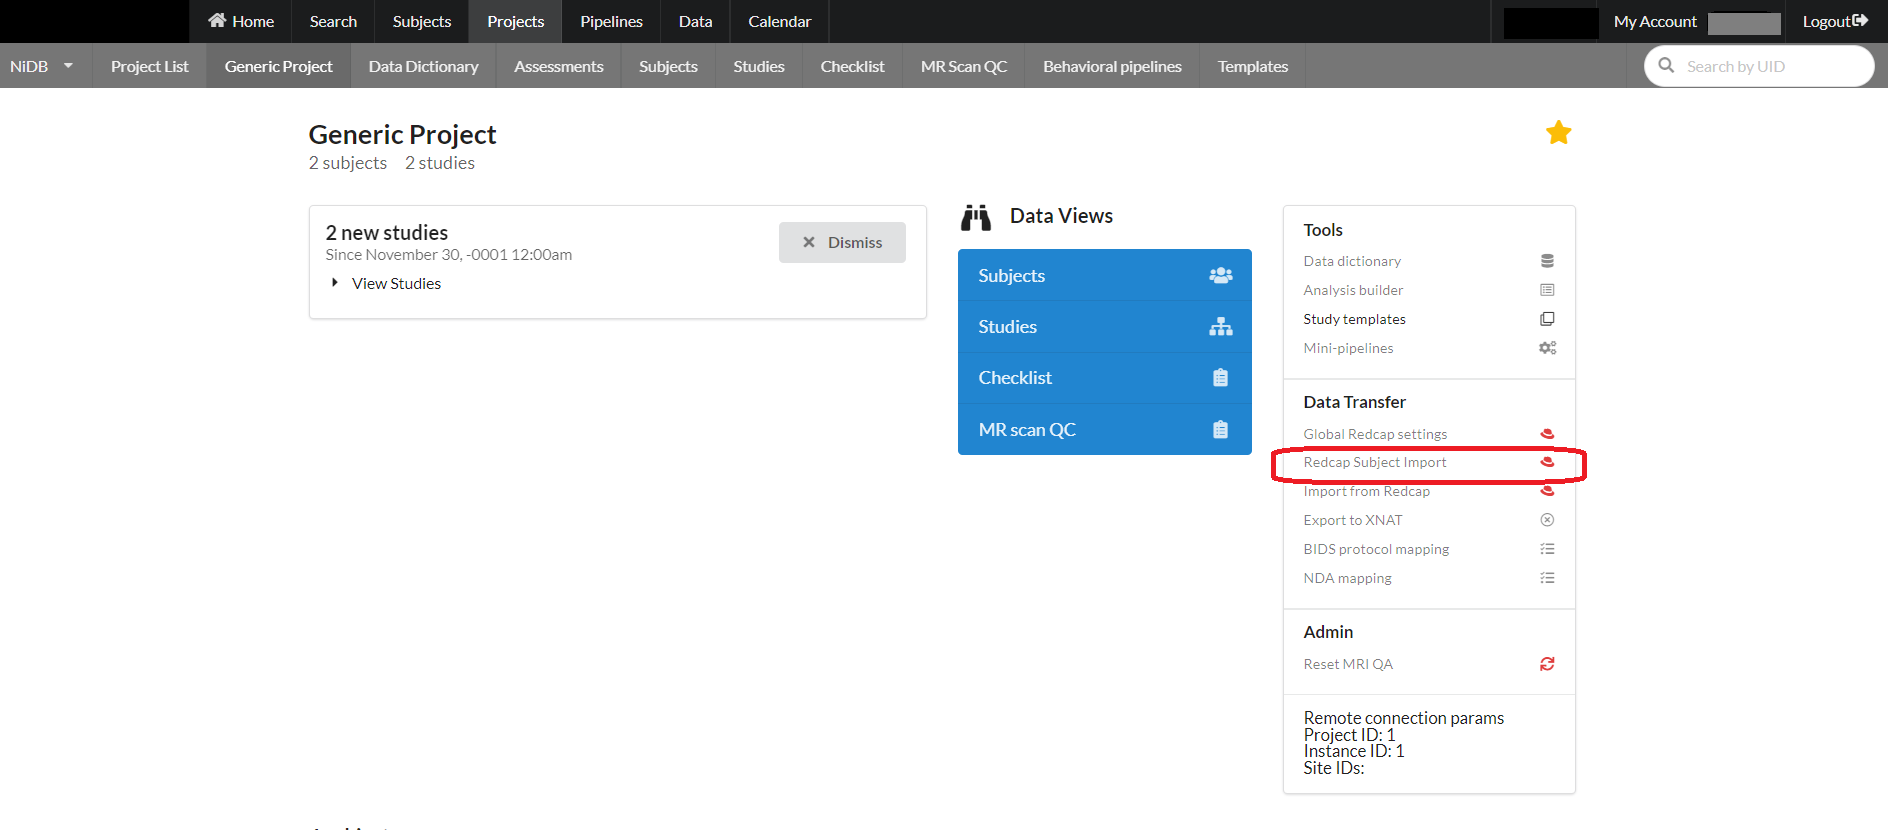 Home Search Subjects Projects Pipelines Data Calendar My Account Logout
NiDB Project List Generic Project Data Dictionary Assessments Subjects Studies Checklist MR Scan QC Behavioral pipelines Templates Search by UID
Generic Project
2 subjects 2 studies
2 new studies
Since November 30, -0001 12:00am
View Studies
Dismiss
Data Views
Subjects
Studies
Checklist
MR scan QC
Tools
Data dictionary
Analysis builder
Study templates
Mini-pipelines
Data Transfer
Global Redcap settings
Redcap Subject Import
Import from Redcap
Export to XNAT
BIDS protocol mapping
NDA mapping
Admin
Reset MRI QA
Remote connection params
Project ID: 1
Instance ID: 1
Site IDs: